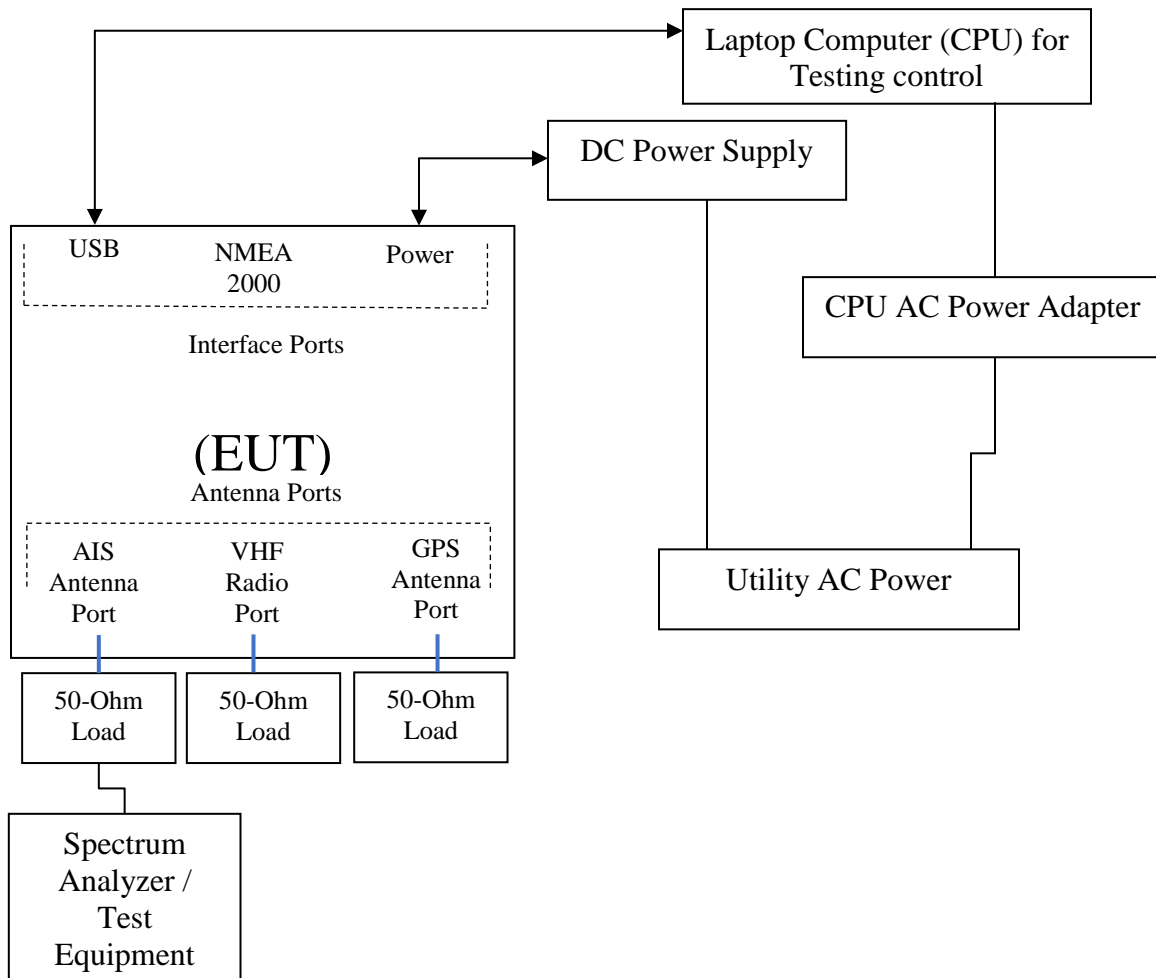 Laptop Computer (CPU) for
Testing control
DC Power Supply
USB
NMEA
2000
Power
CPU AC Power Adapter
Interface Ports
(EUT)
Antenna Ports
AIS
Antenna
Port
VHF
Radio
Port
GPS
Antenna
Port
Utility AC Power
50-Ohm
Load
50-Ohm
Load
50-Ohm
Load
Spectrum
Analyzer /
Test
Equipment